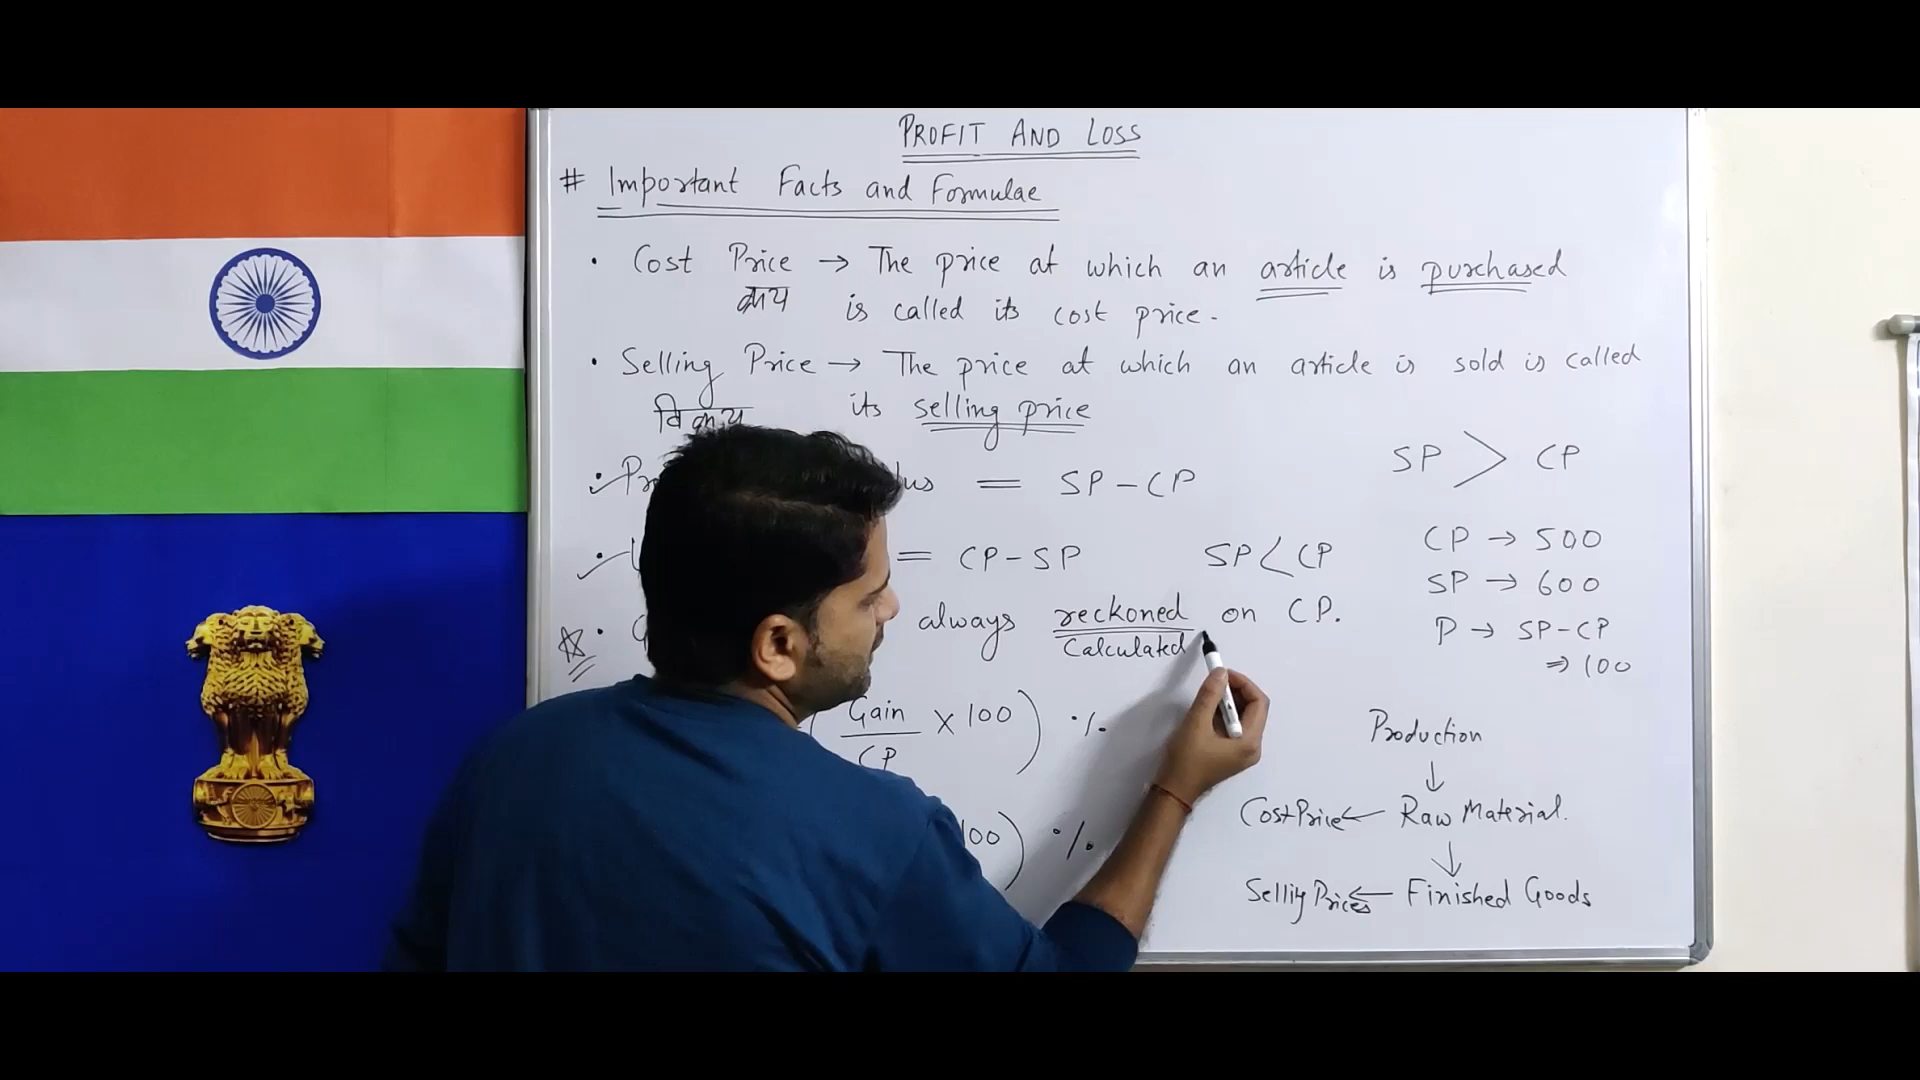 PROFIT AND LOSS
# Important Facts and Formulae
• Cost Price → The price at which an article is purchased
क्रय is called its cost price.
• Selling Price → The price at which an article is sold is called
विक्रय its selling price
= SP - CP
SP > CP
= CP - SP
SP < CP
CP → 500
SP → 600
P → SP - CP
⇒ 100
always reckoned on CP.
Calculated
( Gain / CP × 100 ) %
100 ) %
Production
↓
Cost Price ← Raw Material.
↓
Selling Prices ← Finished Goods